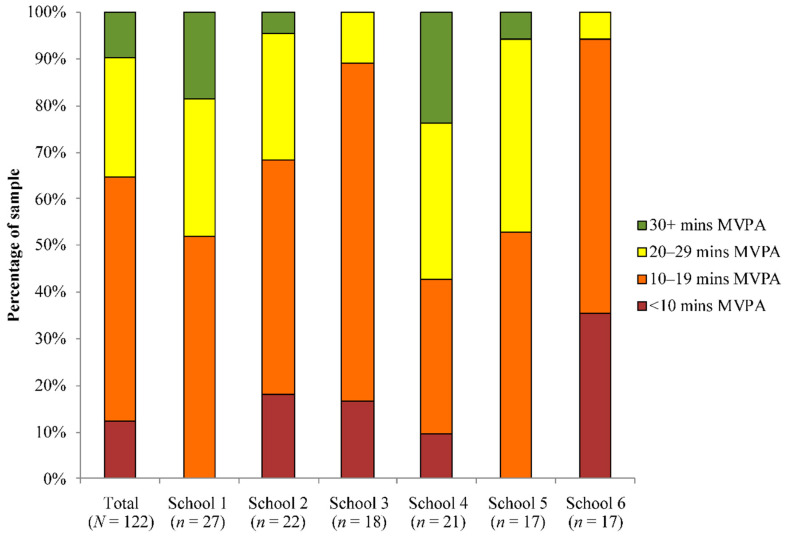 100%
90%
80%
70%
60%
50%
40%
30%
20%
10%
0%
Percentage of sample
Total
(N = 122)
School 1
(n = 27)
School 2
(n = 22)
School 3
(n = 18)
School 4
(n = 21)
School 5
(n = 17)
School 6
(n = 17)
30+ mins MVPA
20–29 mins MVPA
10–19 mins MVPA
<10 mins MVPA